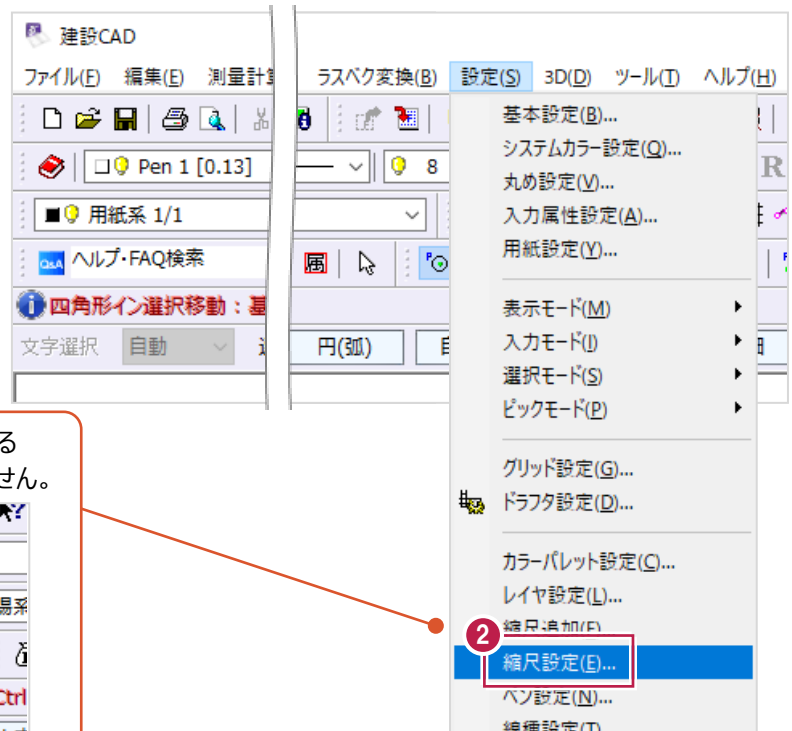 建設CAD
ファイル(F) 編集(E) 測量計算 ラスベク変換(B) 設定(S) 3D(D) ツール(T) ヘルプ(H)
Pen 1 [0.13] 8 R
用紙系 1/1
Q&A ヘルプ・FAQ検索 属
四角形イン選択移動：基
文字選択 自動 円(弧)
基本設定(B)...
システムカラー設定(Q)...
丸め設定(V)...
入力属性設定(A)...
用紙設定(Y)...
表示モード(M)
入力モード(I)
選択モード(S)
ピックモード(P)
グリッド設定(G)...
ドラフタ設定(D)...
カラーパレット設定(C)...
レイヤ設定(L)...
縮尺追加(F)
2
縮尺設定(E)...
ペン設定(N)...
線種設定(T)
る
せん。
Ctrl